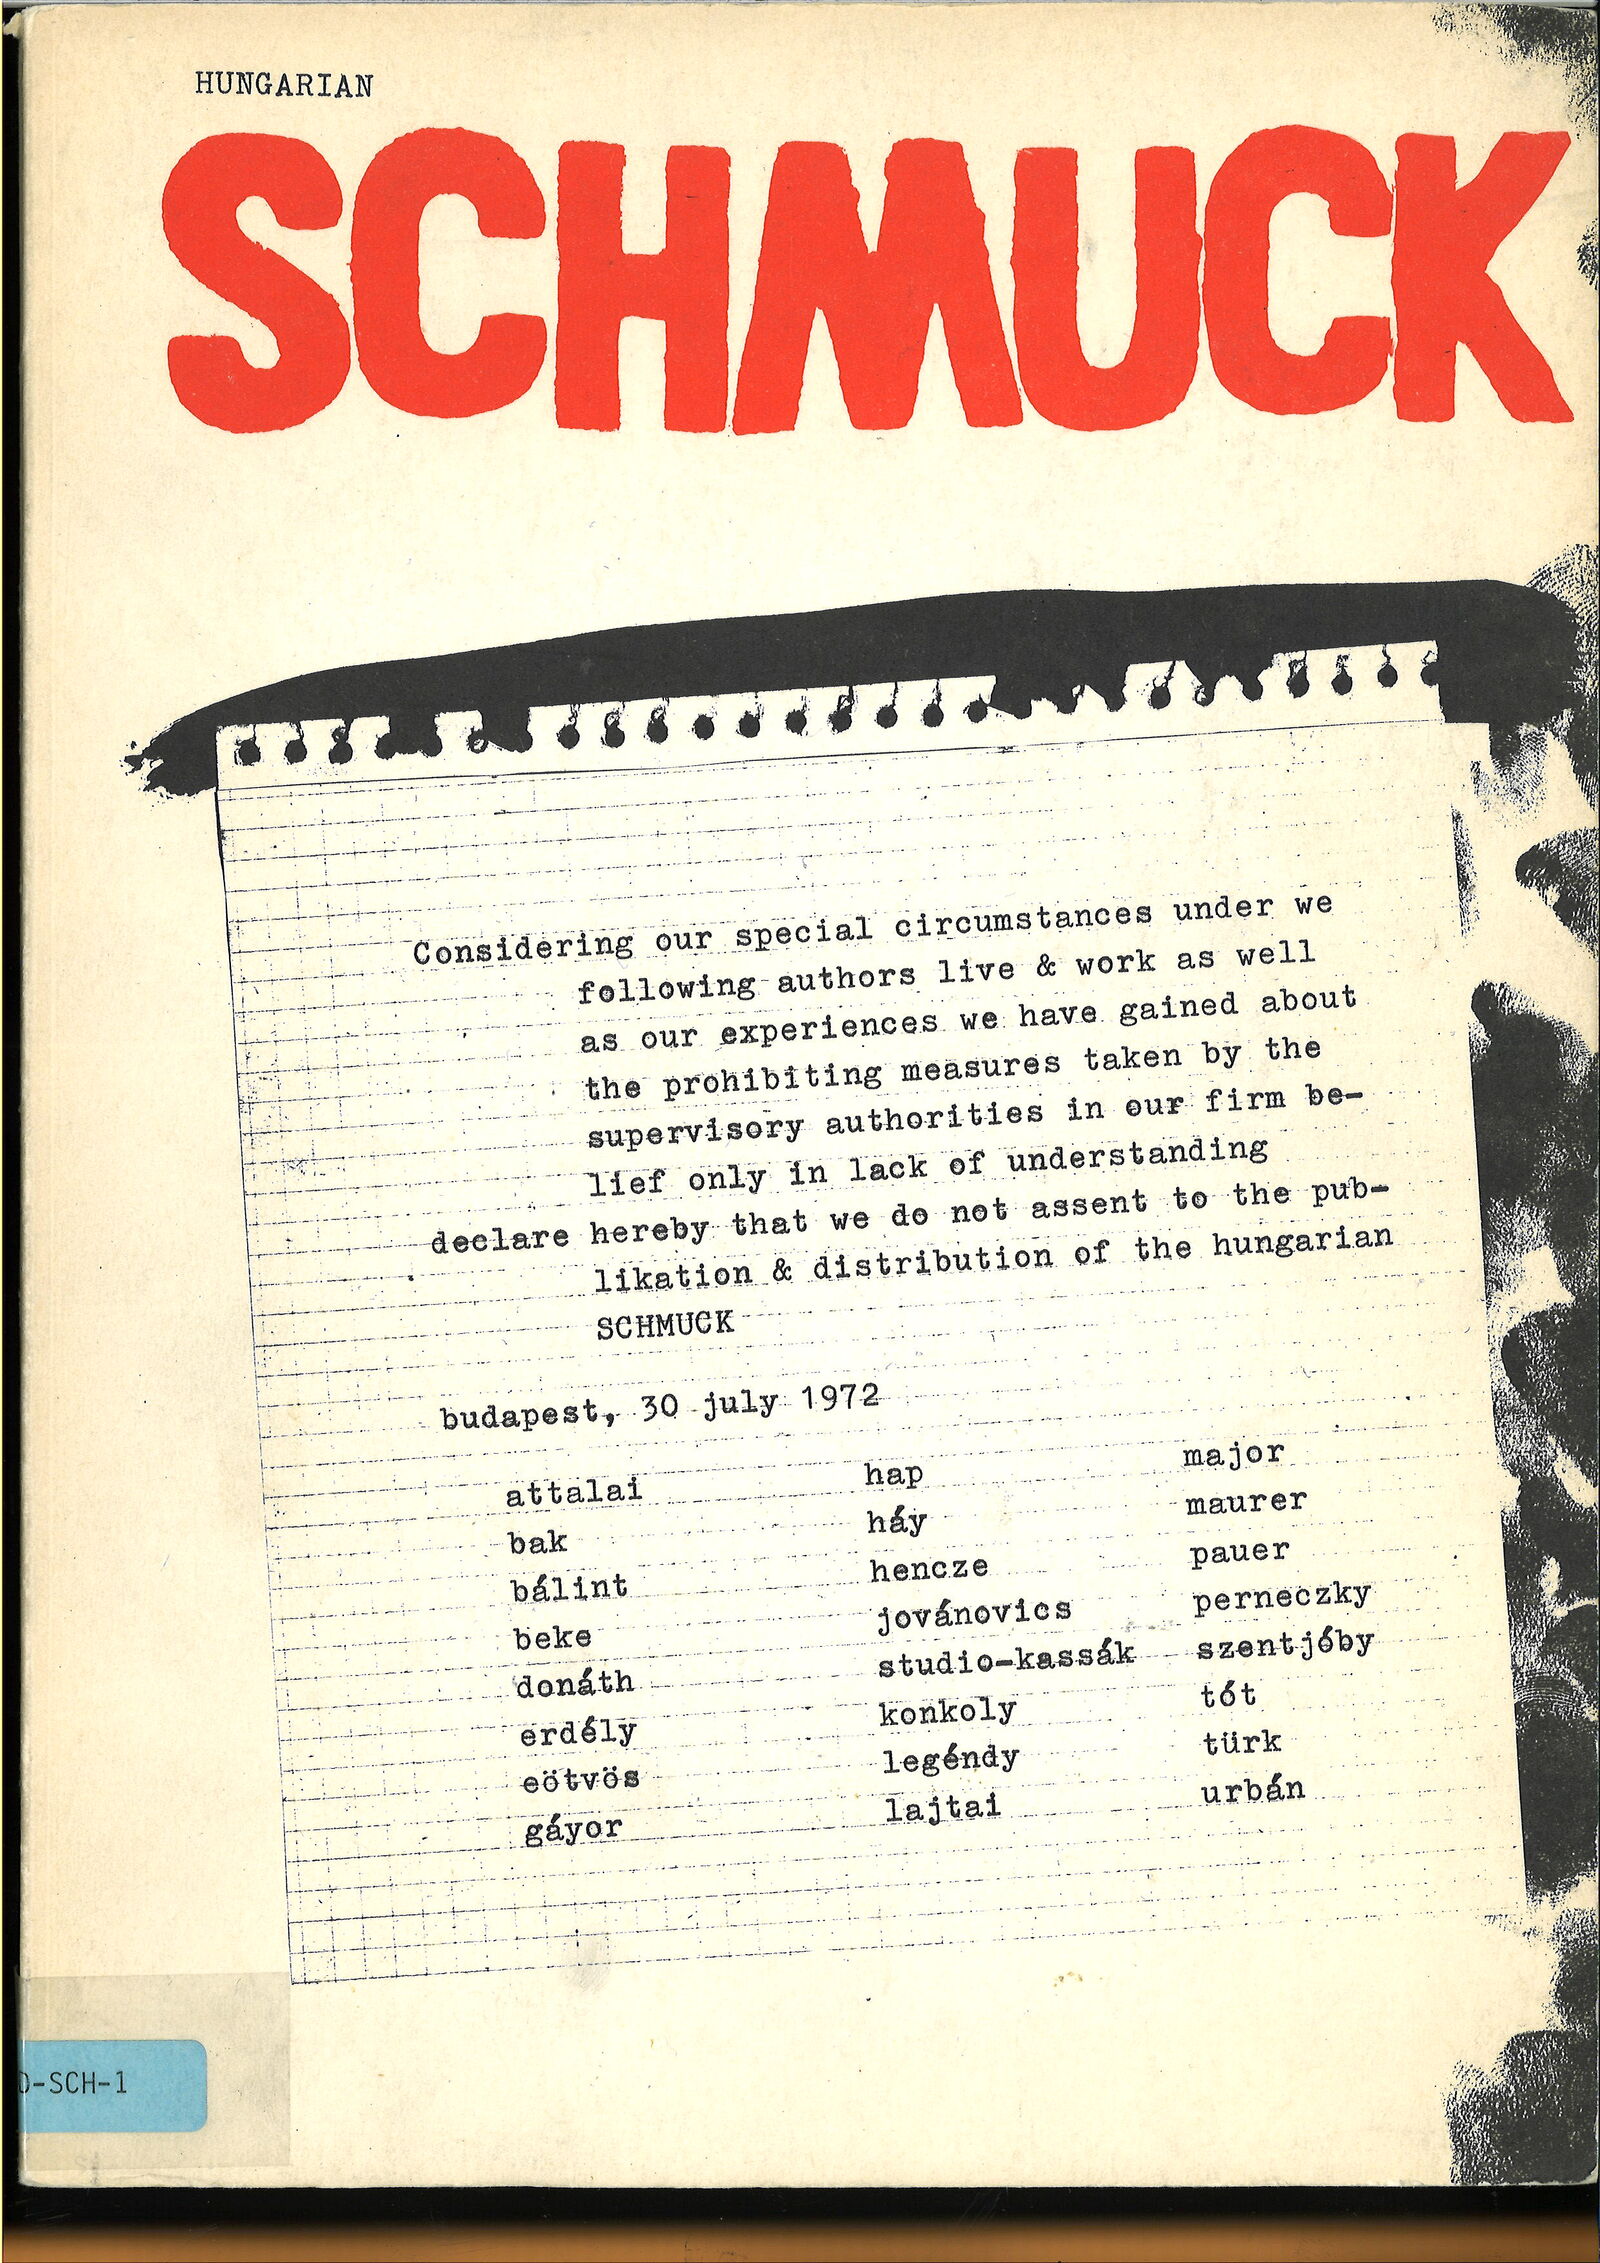 HUNGARIAN
SCHMUCK
Considering our special circumstances under we
following authors live & work as well
as our experiences we have gained about
the prohibiting measures taken by the
supervisory authorities in our firm be-
lief only in lack of understanding
declare hereby that we do not assent to the pub-
likation & distribution of the hungarian
SCHMUCK
budapest, 30 july 1972
attalai
bak
bálint
beke
donáth
erdély
eötvös
gáyor
hap
háy
hencze
jovánovics
studio-kassák
konkoly
legéndy
lajtai
major
maurer
pauer
perneczky
szentjóby
tót
türk
urbán
-SCH-1